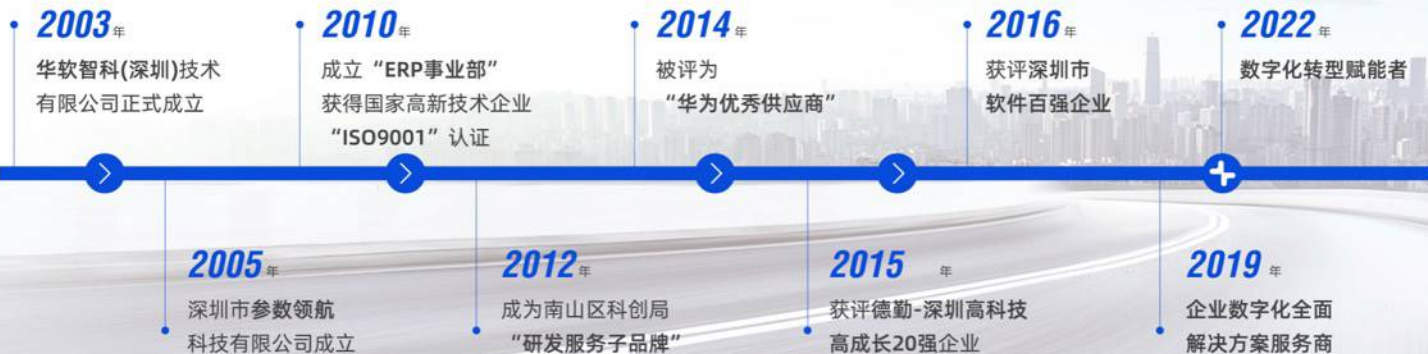 2003年
华软智科(深圳)技术
有限公司正式成立
2005年
深圳市参数领航
科技有限公司成立
2010年
成立“ERP事业部”
获得国家高新技术企业
“ISO9001”认证
2012年
成为南山区科创局
“研发服务子品牌”
2014年
被评为
“华为优秀供应商”
2015 年
获评德勤-深圳高科技
高成长20强企业
2016年
获评深圳市
软件百强企业
2019年
企业数字化全面
解决方案服务商
2022年
数字化转型赋能者